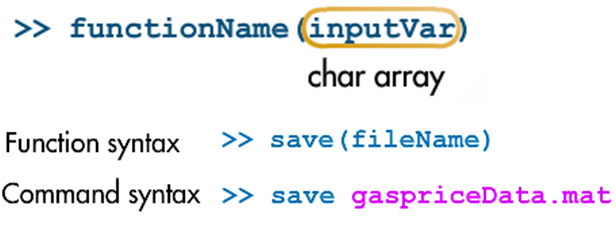 >> functionName(inputVar)
char array
Function syntax >> save(fileName)
Command syntax >> save gaspriceData.mat